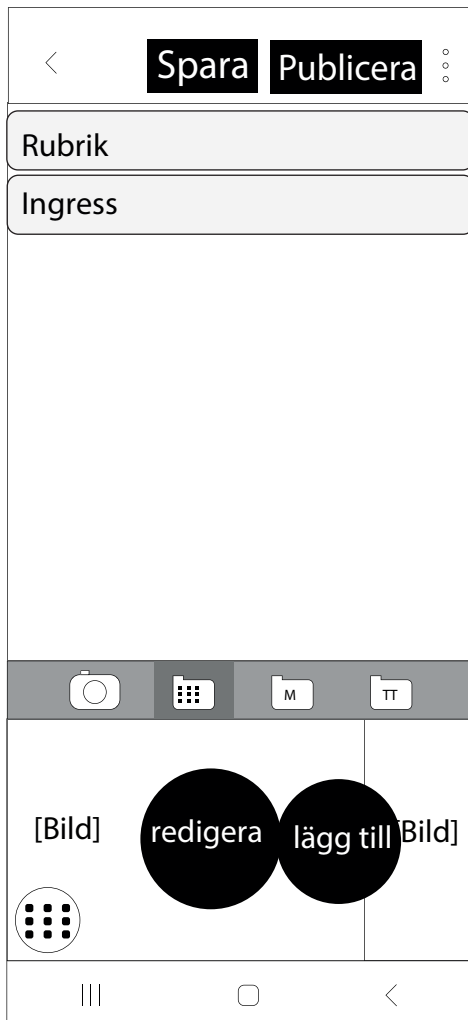 Spara Publicera
Rubrik
Ingress
M TT
[Bild] redigera lägg till [Bild]